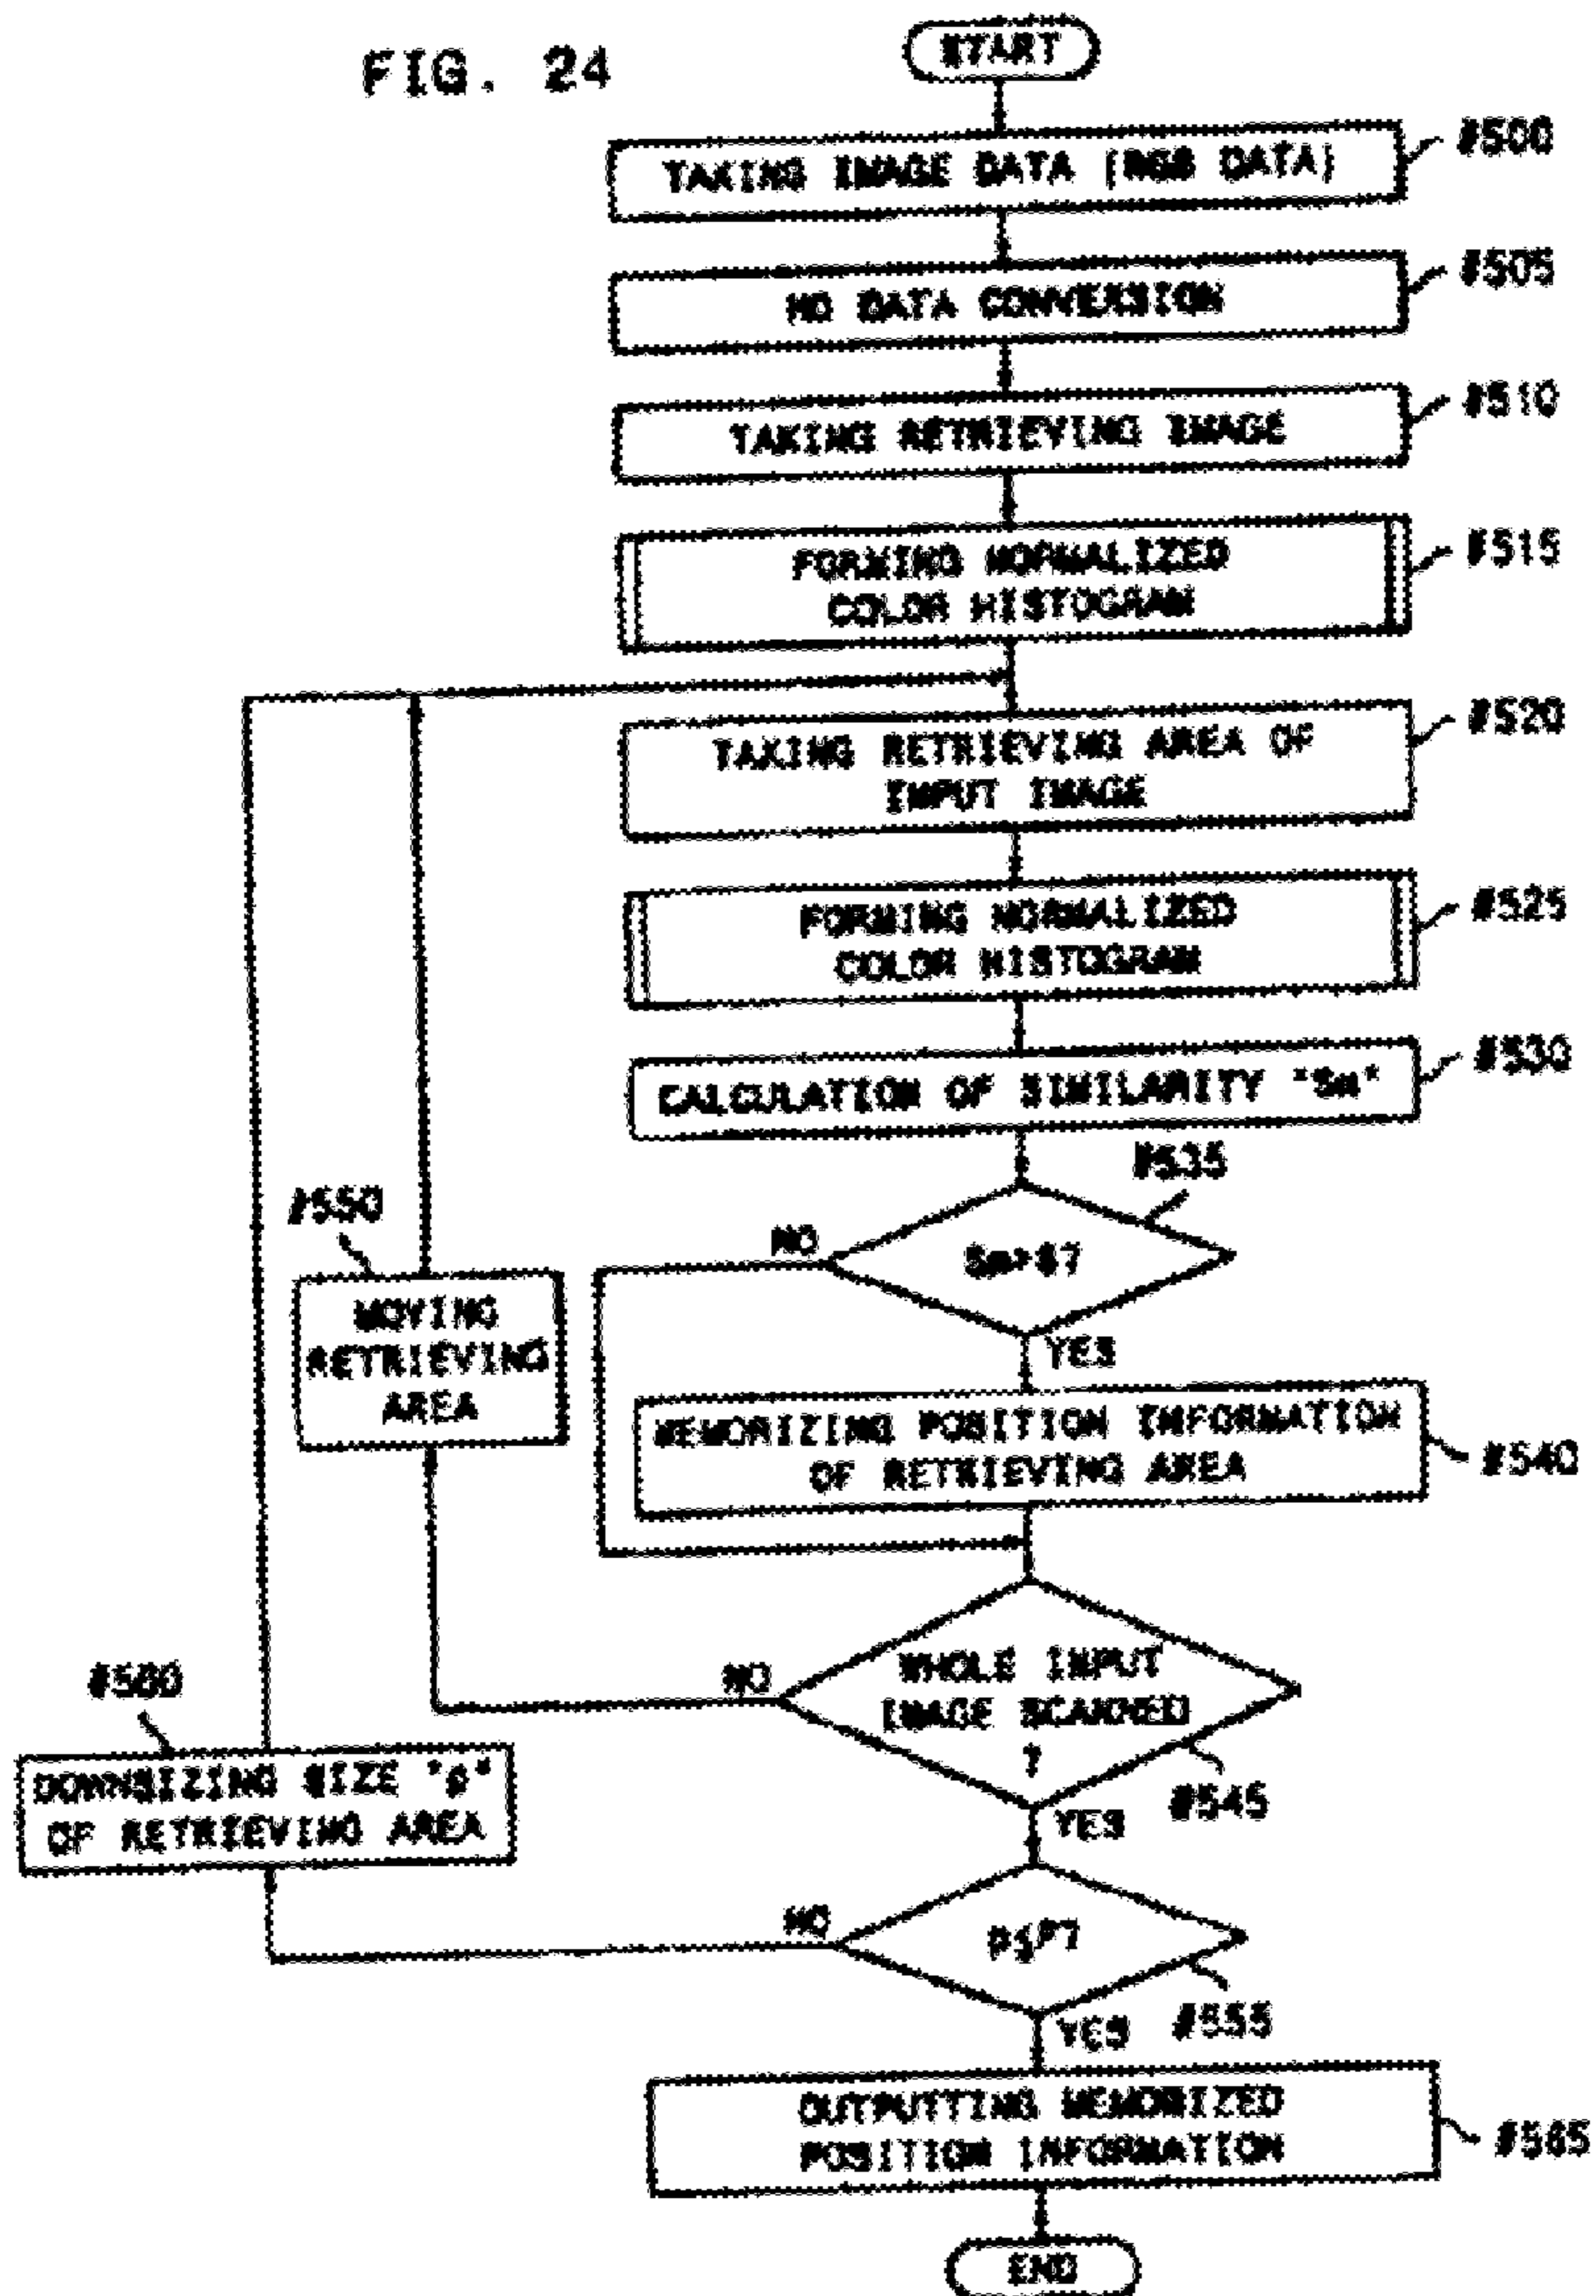 FIG. 24
START
TAKING IMAGE DATA (RGB DATA)
#500
DATA CONVERSION
#505
TAKING RETRIEVING IMAGE
#510
FORMING NORMALIZED
COLOR HISTOGRAM
#515
TAKING RETRIEVING AREA OF
INPUT IMAGE
#520
FORMING NORMALIZED
COLOR HISTOGRAM
#525
CALCULATION OF SIMILARITY
#530
#535
NO
YES
#550
MOVING
RETRIEVING
AREA
MEMORIZING POSITION INFORMATION
OF RETRIEVING AREA
#540
WHOLE INPUT
IMAGE SCANNED
?
NO
#545
YES
#560
DOWNSIZING SIZE "p"
OF RETRIEVING AREA
NO
#555
YES
OUTPUTTING MEMORIZED
POSITION INFORMATION
#565
END